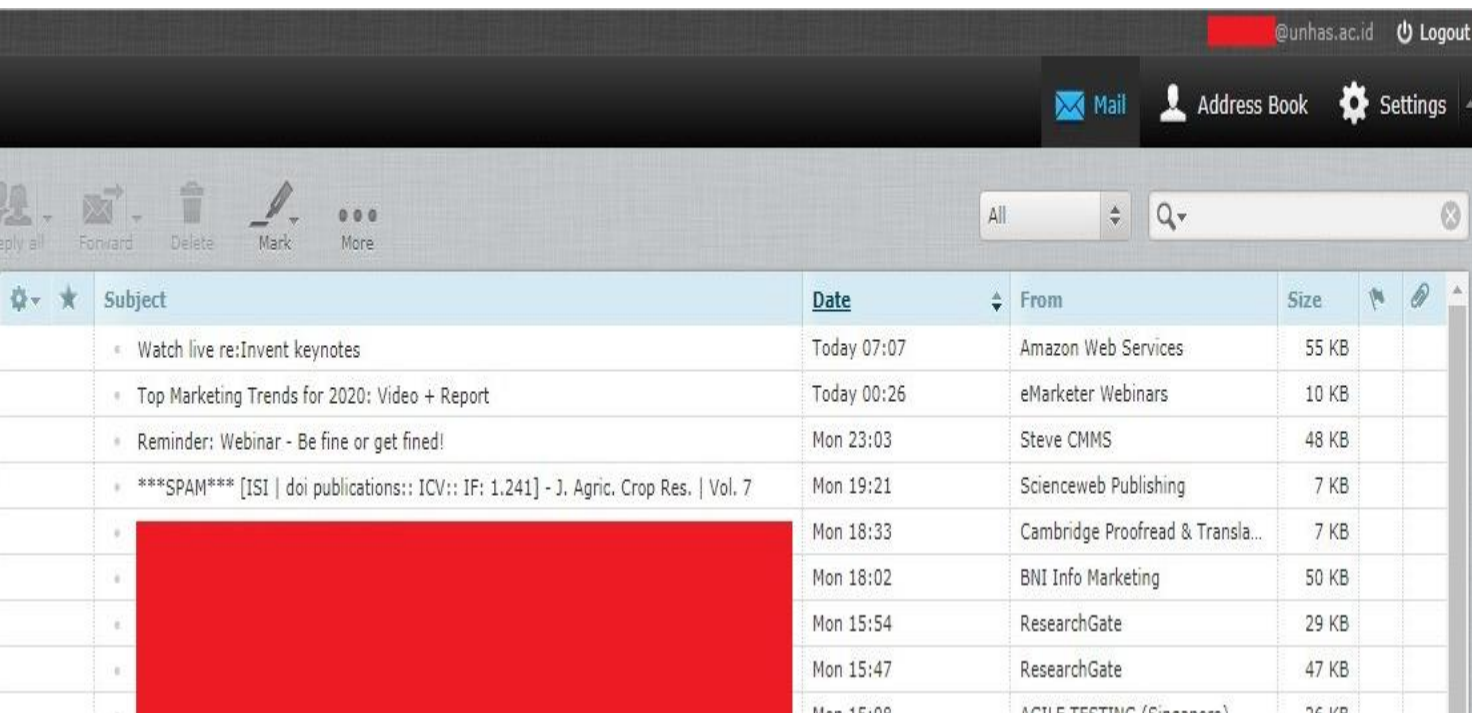 @unhas.ac.id Logout
Mail Address Book Settings
Forward Delete Mark More All
Subject Date From Size
Watch live re:Invent keynotes Today 07:07 Amazon Web Services 55 KB
Top Marketing Trends for 2020: Video + Report Today 00:26 eMarketer Webinars 10 KB
Reminder: Webinar - Be fine or get fined! Mon 23:03 Steve CMMS 48 KB
***SPAM*** [ISI | doi publications:: ICV:: IF: 1.241] - J. Agric. Crop Res. | Vol. 7 Mon 19:21 Scienceweb Publishing 7 KB
Mon 18:33 Cambridge Proofread & Transla... 7 KB
Mon 18:02 BNI Info Marketing 50 KB
Mon 15:54 ResearchGate 29 KB
Mon 15:47 ResearchGate 47 KB